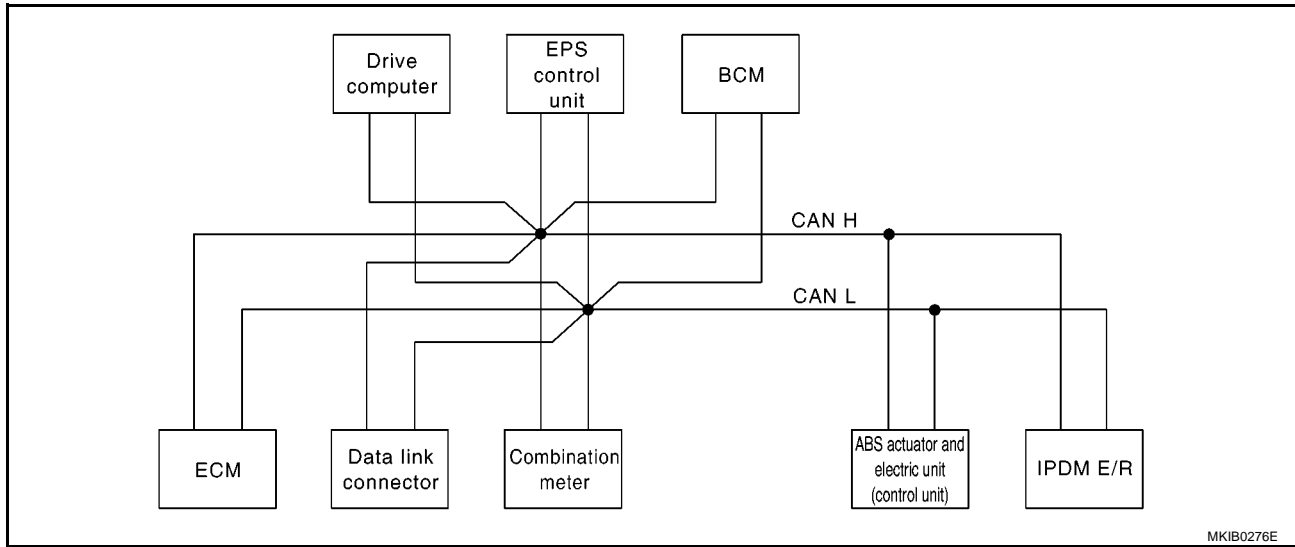 Drive
computer
EPS
control
unit
BCM
CAN H
CAN L
ECM
Data link
connector
Combination
meter
ABS actuator and
electric unit
(control unit)
IPDM E/R
MKIB0276E